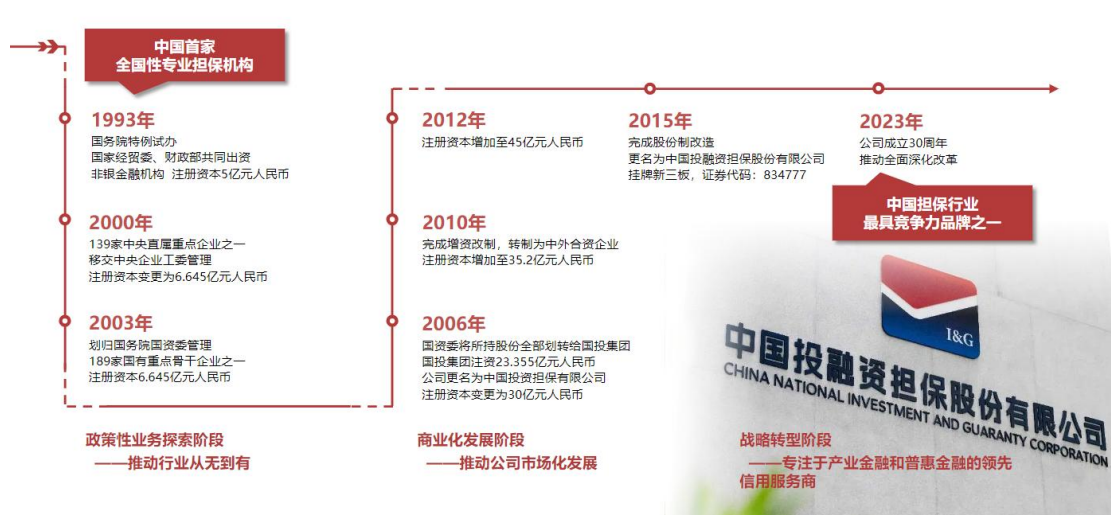 中国首家
全国性专业担保机构
1993年
国务院特例试办
国家经贸委、财政部共同出资
非银金融机构 注册资本5亿元人民币
2000年
139家中央直属重点企业之一
移交中央企业工委管理
注册资本变更为6.645亿元人民币
2003年
划归国务院国资委管理
189家国有重点骨干企业之一
注册资本6.645亿元人民币
政策性业务探索阶段
——推动行业从无到有
2012年
注册资本增加至45亿元人民币
2010年
完成增资改制，转制为中外合资企业
注册资本增加至35.2亿元人民币
2006年
国资委将所持股份全部划转给国投集团
国投集团注资23.355亿元人民币
公司更名为中国投资担保有限公司
注册资本变更为30亿元人民币
商业化发展阶段
——推动公司市场化发展
2015年
完成股份制改造
更名为中国投融资担保股份有限公司
挂牌新三板，证券代码：834777
2023年
公司成立30周年
推动全面深化改革
中国担保行业
最具竞争力品牌之一
I&G
中国投融资担保股份有限公司
CHINA NATIONAL INVESTMENT AND GUARANTY CORPORATION
战略转型阶段
——专注于产业金融和普惠金融的领先
信用服务商